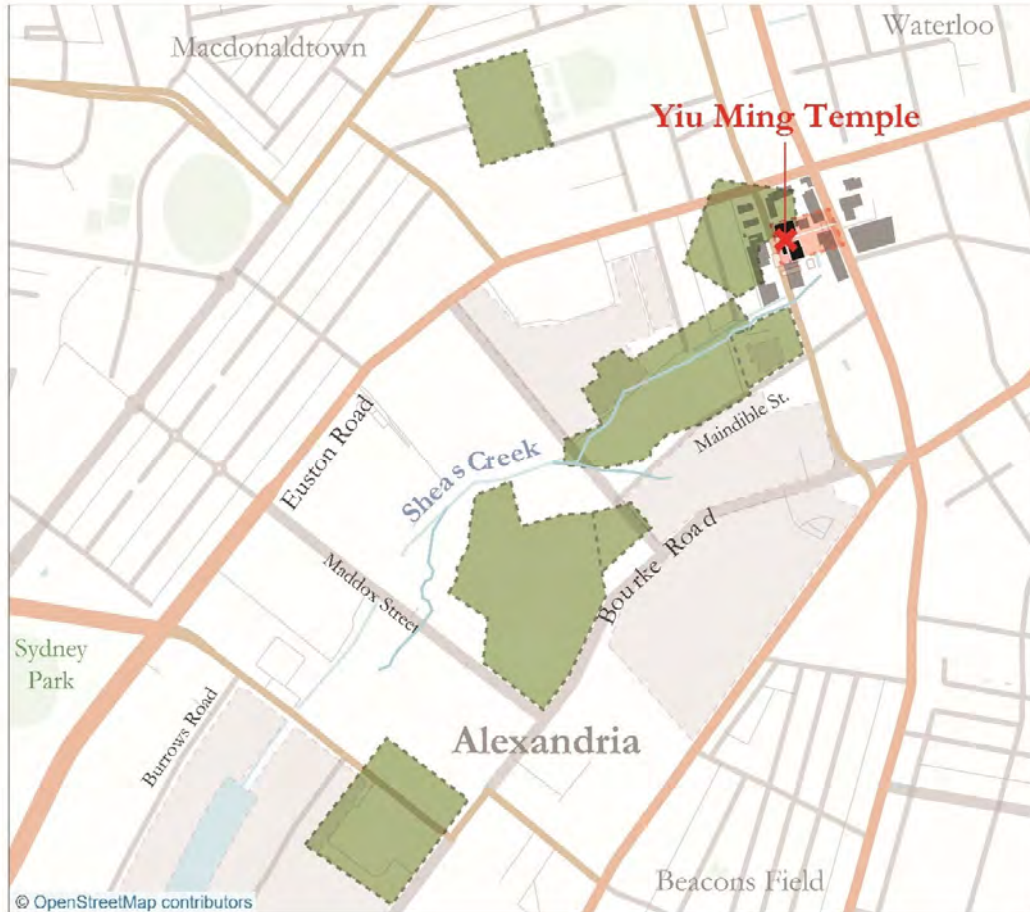 Macdonaldtown
Waterloo
Yiu Ming Temple
Euston Road
Sheas Creek
Maindible St.
Bourke Road
Maddox Street
Sydney
Park
Burrows Road
Alexandria
Beacons Field
© OpenStreetMap contributors